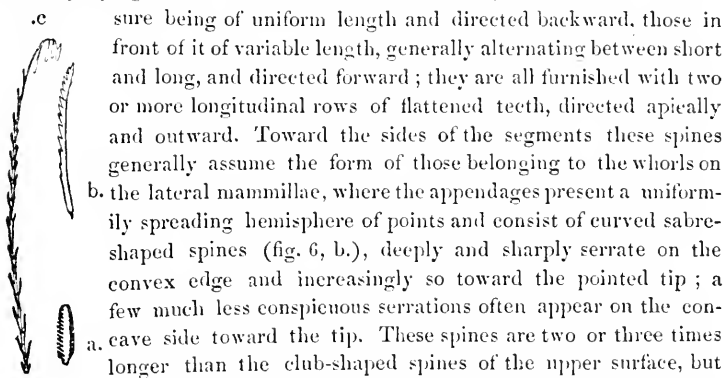 .c sure being of uniform length and directed backward, those in
front of it of variable length, generally alternating between short
and long, and directed forward ; they are all furnished with two
or more longitudinal rows of flattened teeth, directed apically
and outward. Toward the sides of the segments these spines
generally assume the form of those belonging to the whorls on
b. the lateral mammillae, where the appendages present a uniform-
ily spreading hemisphere of points and consist of curved sabre-
shaped spines (fig. 6, b.), deeply and sharply serrate on the
convex edge and increasingly so toward the pointed tip ; a
few much less conspicuous serrations often appear on the con-
a. cave side toward the tip. These spines are two or three times
longer than the club-shaped spines of the upper surface, but